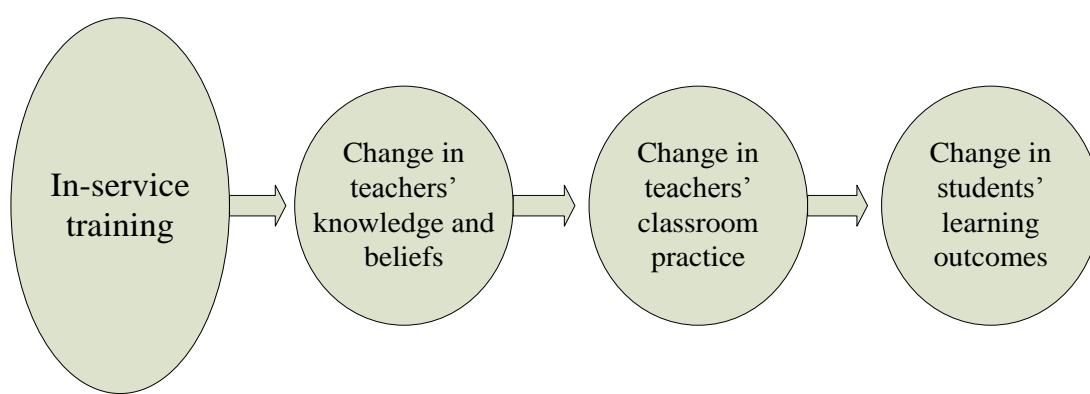 In-service
training
Change in
teachers’
knowledge and
beliefs
Change in
teachers’
classroom
practice
Change in
students’
learning
outcomes